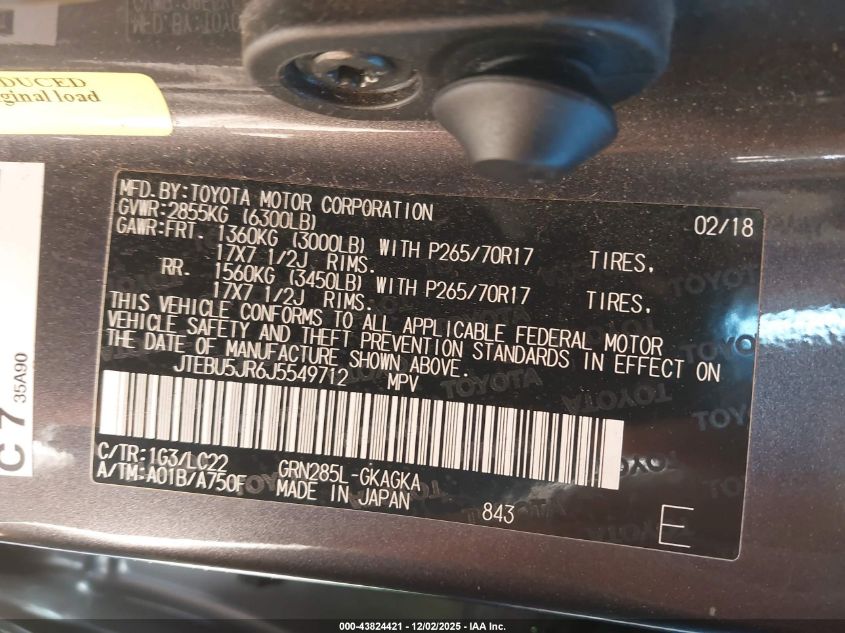 ODUCED
ginal load
C 7
35A90
MFD. BY: TOYOTA MOTOR CORPORATION 02/18
GVWR: 2855KG (6300LB)
GAWR: FRT. 1360KG (3000LB) WITH P265/70R17 TIRES,
17X7 1/2J RIMS.
RR. 1560KG (3450LB) WITH P265/70R17 TIRES,
17X7 1/2J RIMS.
THIS VEHICLE CONFORMS TO ALL APPLICABLE FEDERAL MOTOR
VEHICLE SAFETY AND THEFT PREVENTION STANDARDS IN EFFECT ON
THE DATE OF MANUFACTURE SHOWN ABOVE.
JTEBU5JR6J5549712 MPV
C/TR: 1G3/LC22 GRN285L-GKAGKA
A/TM: A01B/A750F MADE IN JAPAN 843
E
000-43824421 - 12/02/2025 - IAA Inc.